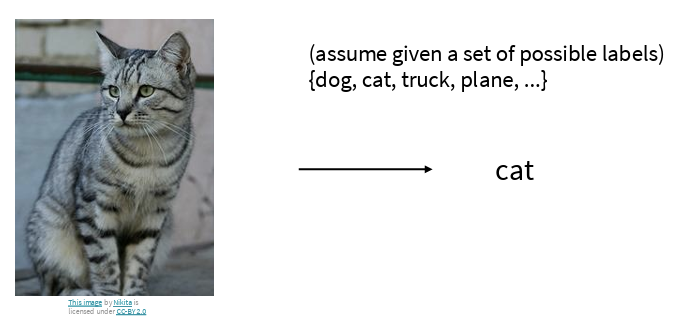 (assume given a set of possible labels)
{dog, cat, truck, plane, ...}
cat
This image by Nikita is
licensed under CC-BY 2.0